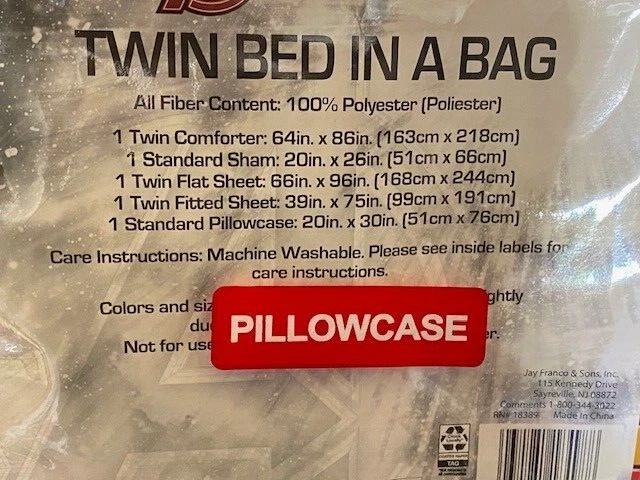 TWIN BED IN A BAG
All Fiber Content: 100% Polyester (Poliester)
1 Twin Comforter: 64in. x 86in. (163cm x 218cm)
1 Standard Sham: 20in. x 26in. (51cm x 66cm)
1 Twin Flat Sheet: 66in. x 96in. (168cm x 244cm)
1 Twin Fitted Sheet: 39in. x 75in. (99cm x 191cm)
1 Standard Pillowcase: 20in. x 30in. (51cm x 76cm)
Care Instructions: Machine Washable. Please see inside labels for
care instructions.
Colors and siz ghtly
du r.
Not for use
PILLOWCASE
Jay Franco & Sons, Inc.
115 Kennedy Drive
Sayreville, NJ 08872
Comments 1-800-344-3022
RN# 18389 Made In China
TAG